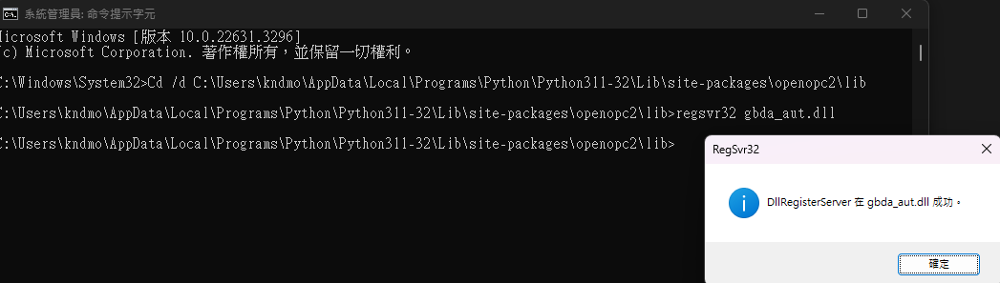 系統管理員: 命令提示字元
Microsoft Windows [版本 10.0.22631.3296]
(c) Microsoft Corporation. 著作權所有，並保留一切權利。
C:\Windows\System32>Cd /d C:\Users\kndmo\AppData\Local\Programs\Python\Python311-32\Lib\site-packages\openopc2\lib
C:\Users\kndmo\AppData\Local\Programs\Python\Python311-32\Lib\site-packages\openopc2\lib>regsvr32 gbda_aut.dll
C:\Users\kndmo\AppData\Local\Programs\Python\Python311-32\Lib\site-packages\openopc2\lib>
RegSvr32
DllRegisterServer 在 gbda_aut.dll 成功。
確定